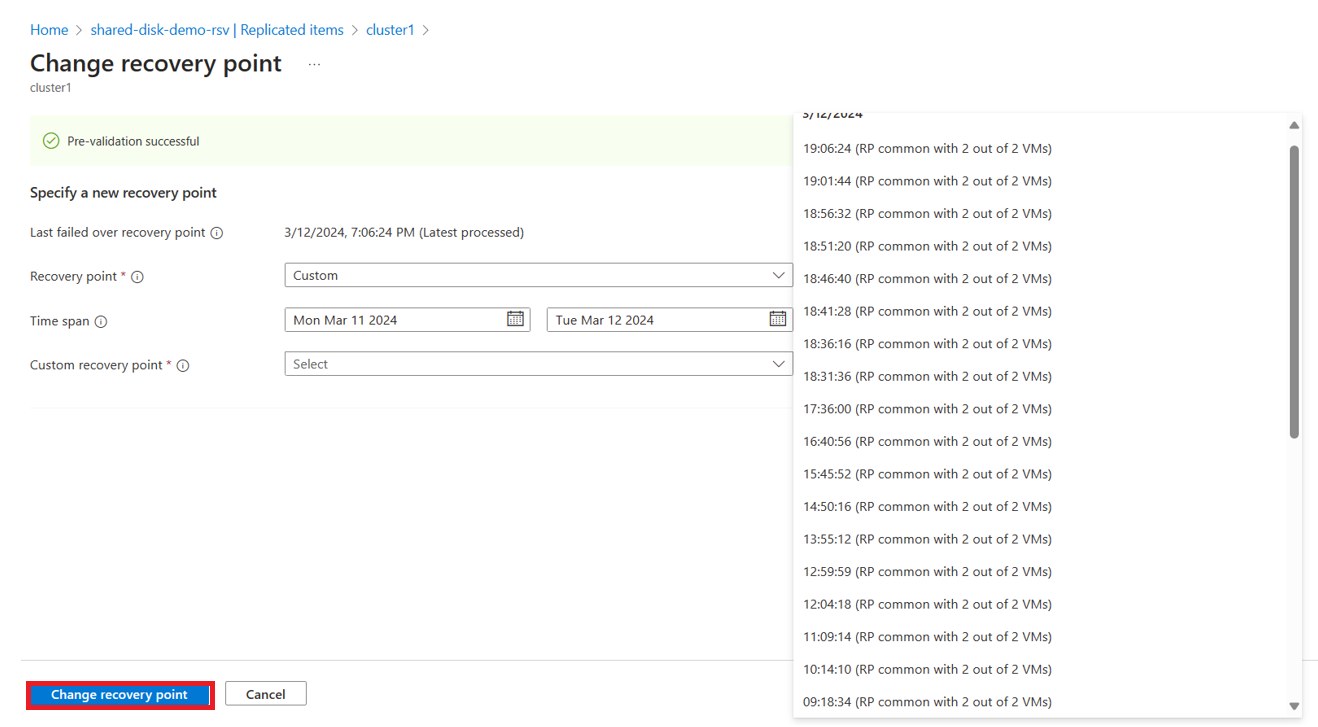 Home > shared-disk-demo-rsv | Replicated items > cluster1 >
Change recovery point ...
cluster1
Pre-validation successful
Specify a new recovery point
Last failed over recovery point 3/12/2024, 7:06:24 PM (Latest processed)
Recovery point * Custom
Time span Mon Mar 11 2024 Tue Mar 12 2024
Custom recovery point * Select
3/12/2024
19:06:24 (RP common with 2 out of 2 VMs)
19:01:44 (RP common with 2 out of 2 VMs)
18:56:32 (RP common with 2 out of 2 VMs)
18:51:20 (RP common with 2 out of 2 VMs)
18:46:40 (RP common with 2 out of 2 VMs)
18:41:28 (RP common with 2 out of 2 VMs)
18:36:16 (RP common with 2 out of 2 VMs)
18:31:36 (RP common with 2 out of 2 VMs)
17:36:00 (RP common with 2 out of 2 VMs)
16:40:56 (RP common with 2 out of 2 VMs)
15:45:52 (RP common with 2 out of 2 VMs)
14:50:16 (RP common with 2 out of 2 VMs)
13:55:12 (RP common with 2 out of 2 VMs)
12:59:59 (RP common with 2 out of 2 VMs)
12:04:18 (RP common with 2 out of 2 VMs)
11:09:14 (RP common with 2 out of 2 VMs)
10:14:10 (RP common with 2 out of 2 VMs)
09:18:34 (RP common with 2 out of 2 VMs)
Change recovery point Cancel